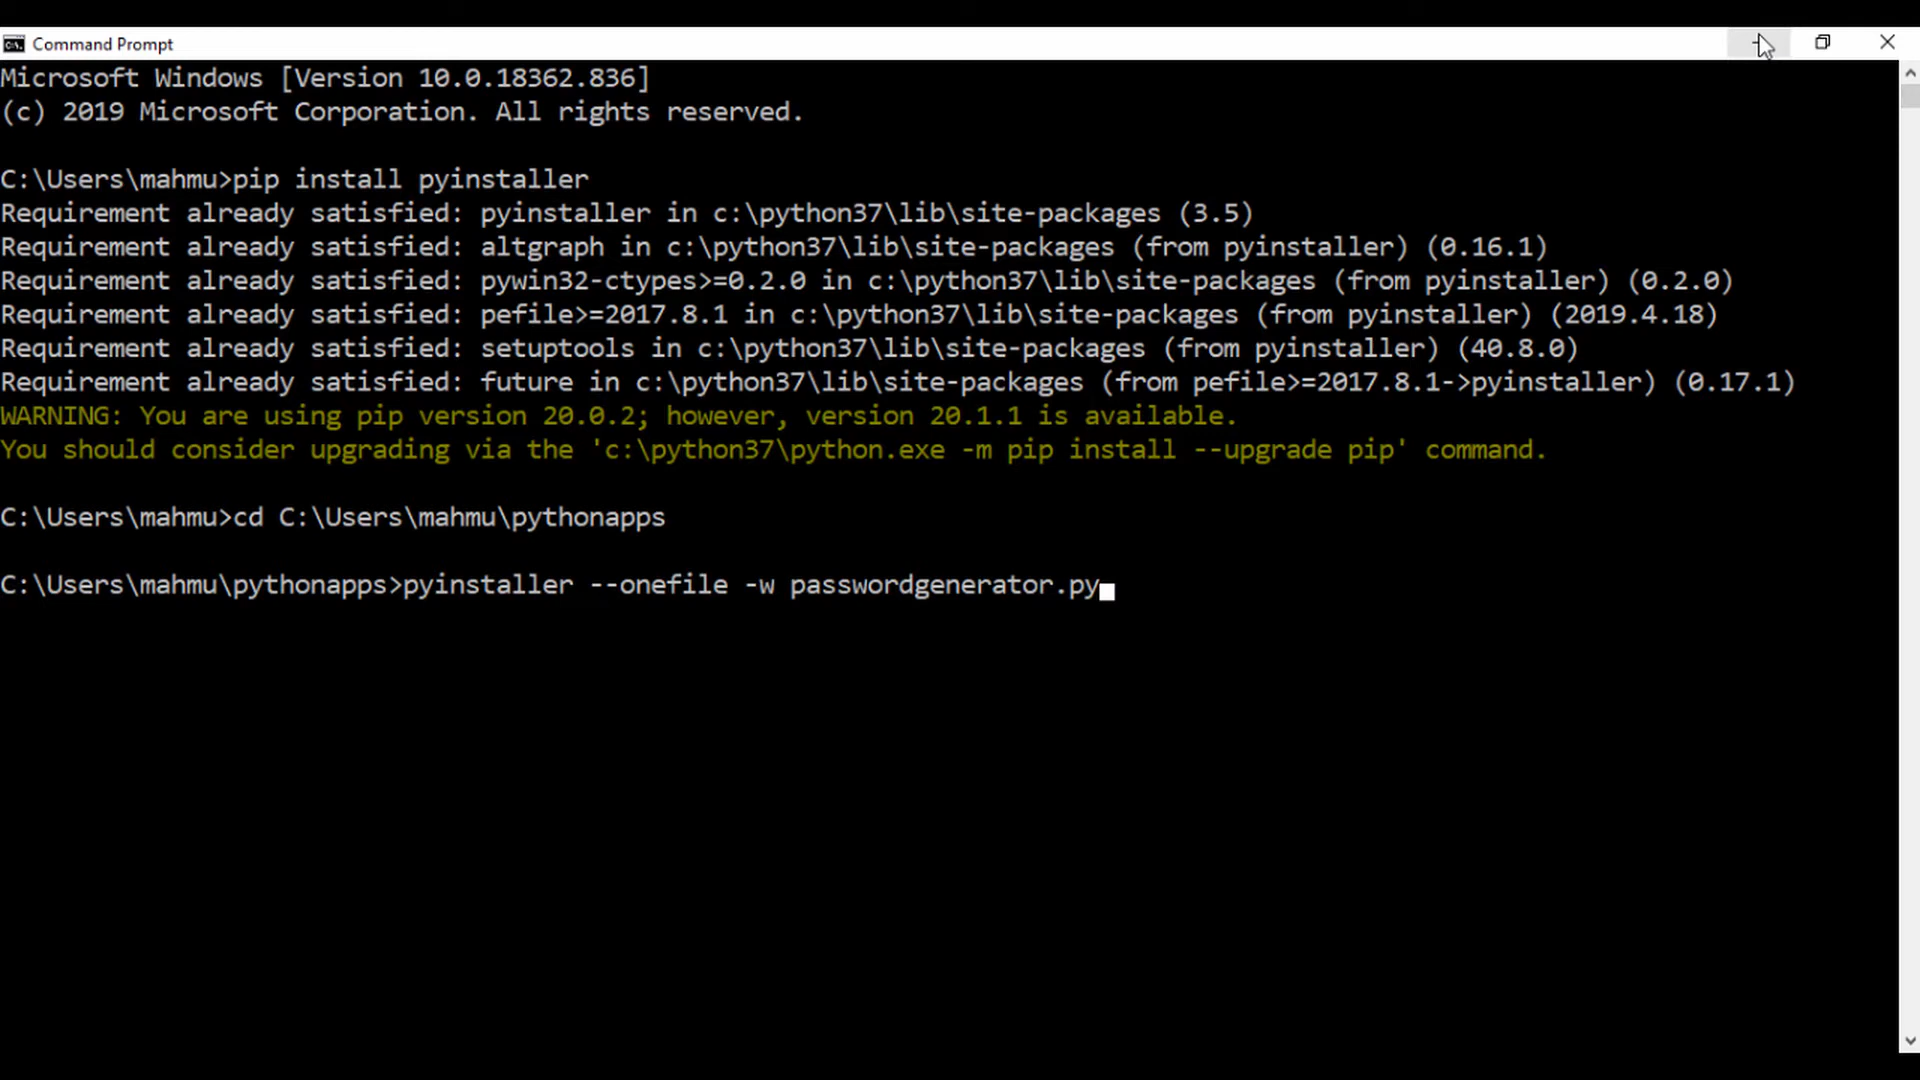 Command Prompt
Microsoft Windows [Version 10.0.18362.836]
(c) 2019 Microsoft Corporation. All rights reserved.
C:\Users\mahmu>pip install pyinstaller
Requirement already satisfied: pyinstaller in c:\python37\lib\site-packages (3.5)
Requirement already satisfied: altgraph in c:\python37\lib\site-packages (from pyinstaller) (0.16.1)
Requirement already satisfied: pywin32-ctypes>=0.2.0 in c:\python37\lib\site-packages (from pyinstaller) (0.2.0)
Requirement already satisfied: pefile>=2017.8.1 in c:\python37\lib\site-packages (from pyinstaller) (2019.4.18)
Requirement already satisfied: setuptools in c:\python37\lib\site-packages (from pyinstaller) (40.8.0)
Requirement already satisfied: future in c:\python37\lib\site-packages (from pefile>=2017.8.1->pyinstaller) (0.17.1)
WARNING: You are using pip version 20.0.2; however, version 20.1.1 is available.
You should consider upgrading via the 'c:\python37\python.exe -m pip install --upgrade pip' command.
C:\Users\mahmu>cd C:\Users\mahmu\pythonapps
C:\Users\mahmu\pythonapps>pyinstaller --onefile -w passwordgenerator.py